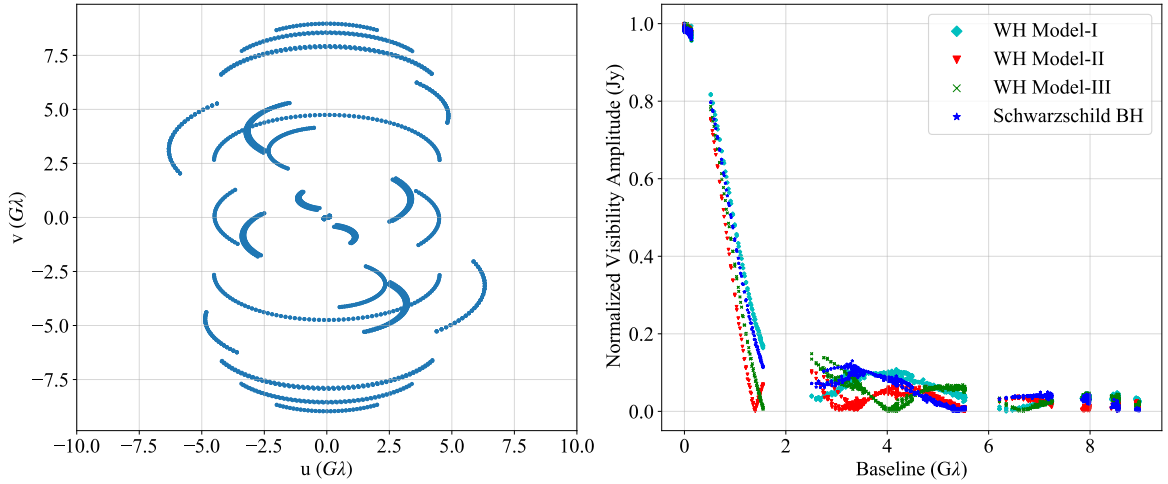 7.5
5.0
2.5
0.0
−2.5
−5.0
−7.5
v (Gλ)
−10.0 −7.5 −5.0 −2.5 0.0 2.5 5.0 7.5 10.0
u (Gλ)
1.0
0.8
0.6
0.4
0.2
0.0
Normalized Visibility Amplitude (Jy)
WH Model-I
WH Model-II
WH Model-III
Schwarzschild BH
0 2 4 6 8
Baseline (Gλ)